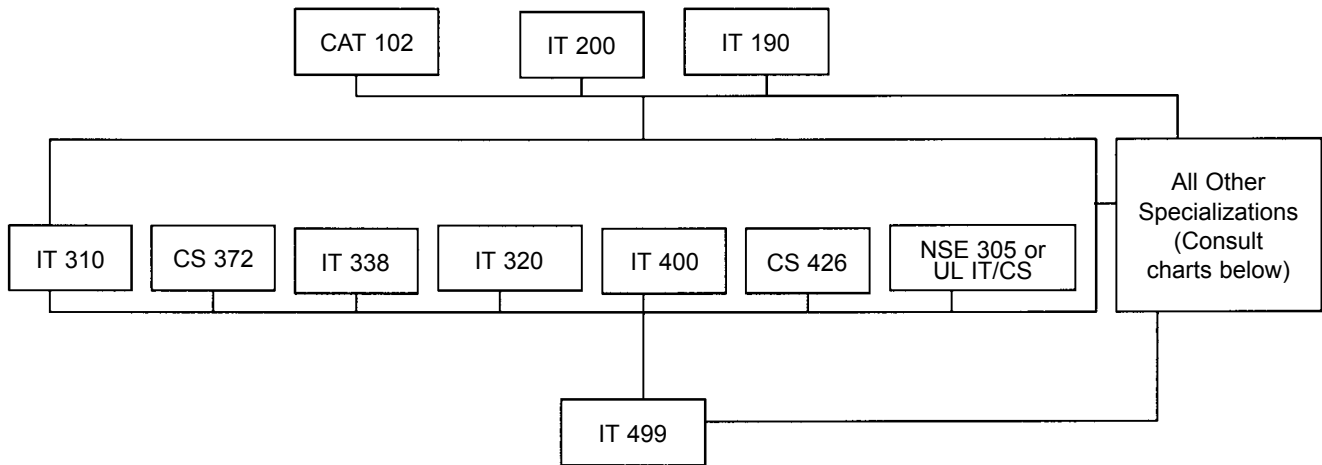 CAT 102
IT 200
IT 190
All Other
Specializations
(Consult
charts below)
IT 310
CS 372
IT 338
IT 320
IT 400
CS 426
NSE 305 or
UL IT/CS
IT 499